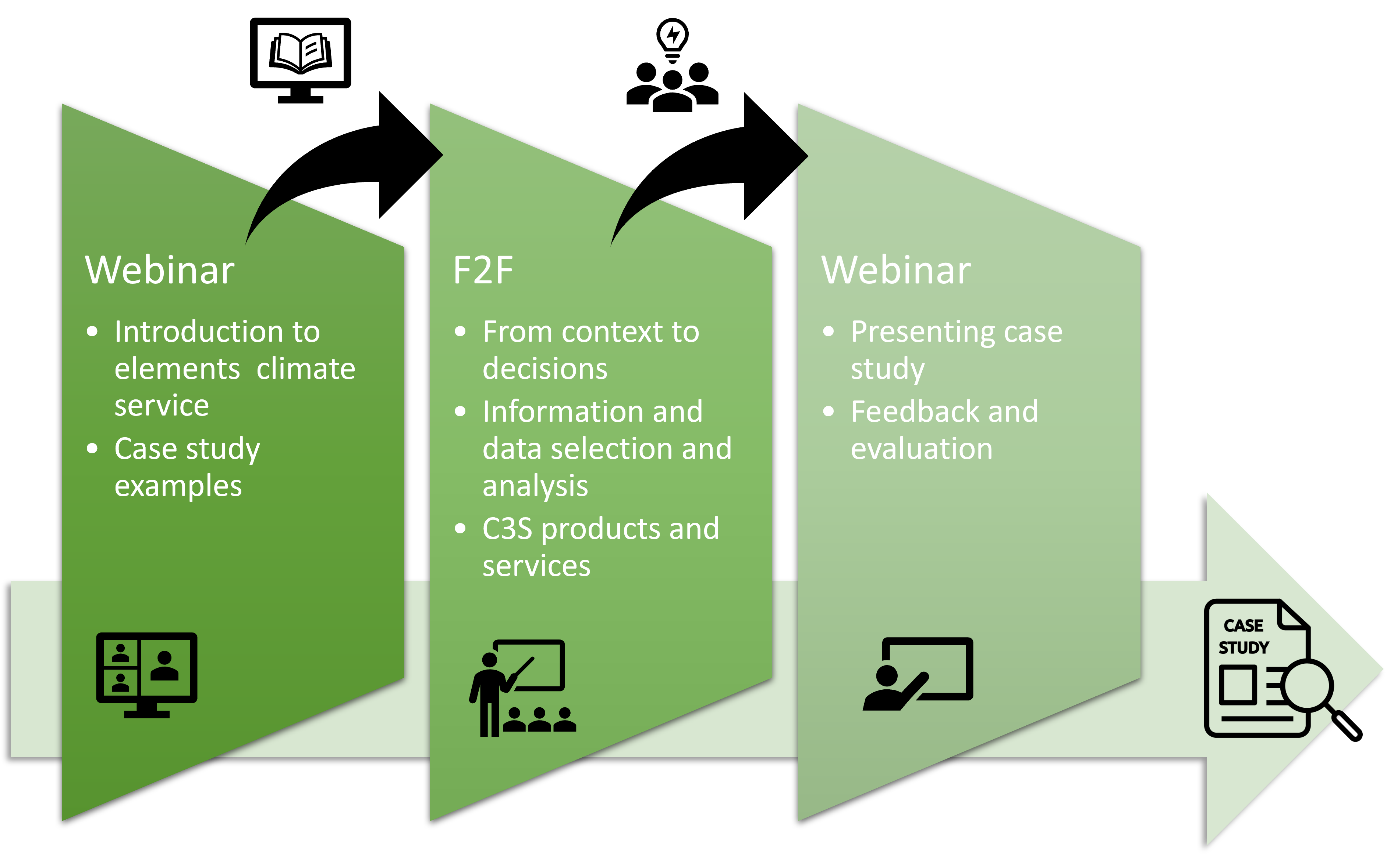 Webinar
• Introduction to
elements  climate
service
• Case study
examples
F2F
• From context to
decisions
• Information and
data selection and
analysis
• C3S products and
services
Webinar
• Presenting case
study
• Feedback and
evaluation
CASE
STUDY